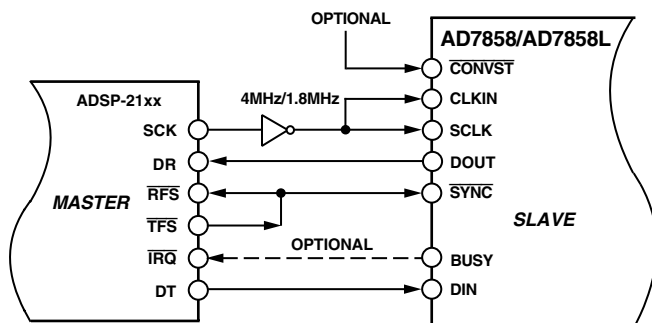 OPTIONAL
AD7858/AD7858L
CONVST
ADSP-21xx
4MHz/1.8MHz
CLKIN
SCK
SCLK
DR
DOUT
RFS
SYNC
MASTER
SLAVE
TFS
OPTIONAL
IRQ
BUSY
DT
DIN